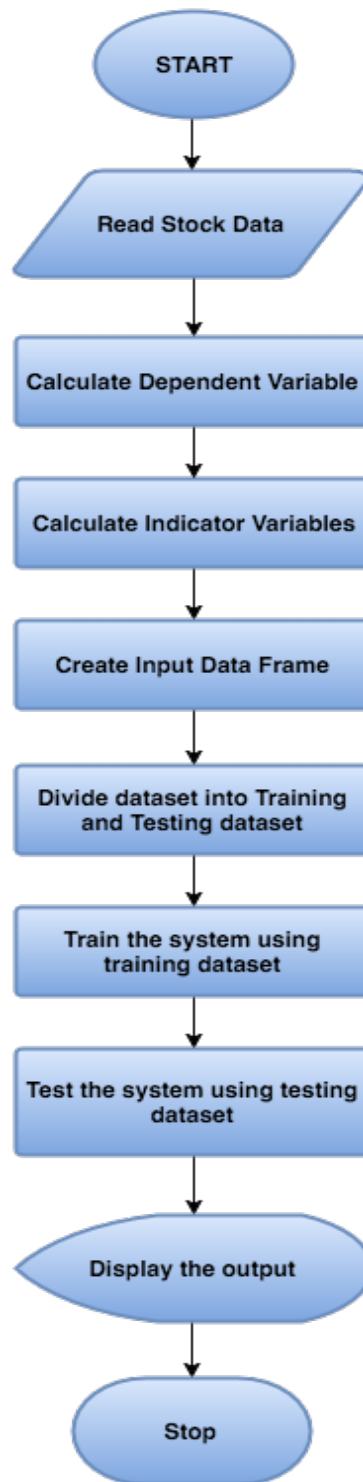 START
Read Stock Data
Calculate Dependent Variable
Calculate Indicator Variables
Create Input Data Frame
Divide dataset into Training
and Testing dataset
Train the system using
training dataset
Test the system using testing
dataset
Display the output
Stop